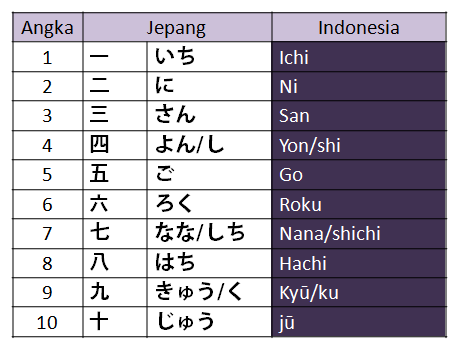 Angka Jepang Indonesia
1 一 いち Ichi
2 二 に Ni
3 三 さん San
4 四 よん/し Yon/shi
5 五 ご Go
6 六 ろく Roku
7 七 なな/しち Nana/shichi
8 八 はち Hachi
9 九 きゅう/く Kyū/ku
10 十 じゅう jū